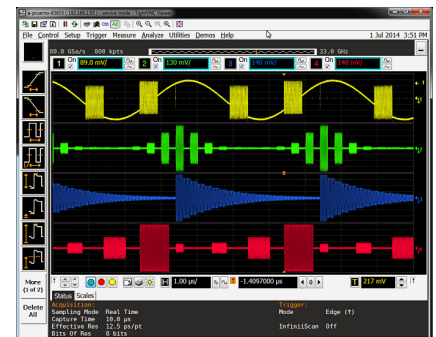 File Control Setup Trigger Measure Analyze Utilities Demos Help
1 Jul 2014 3:51 PM
80.0 GSa/s 800 kpts
33.0 GHz
1 On 89.0 mV/ 2 On 130 mV/ 3 On 140 mV/ 4 On 140 mV/
More
(1 of 2)
Delete
All
H 1.00 µs/ -1.4097000 µs 0 T 217 mV
Status Scales
Acquisition:
Sampling Mode Real Time
Capture Time 10.0 µs
Effective Res 12.5 ps/pt
Bits Of Res 8 bits
Trigger:
Mode Edge (↑)
InfiniiScan Off